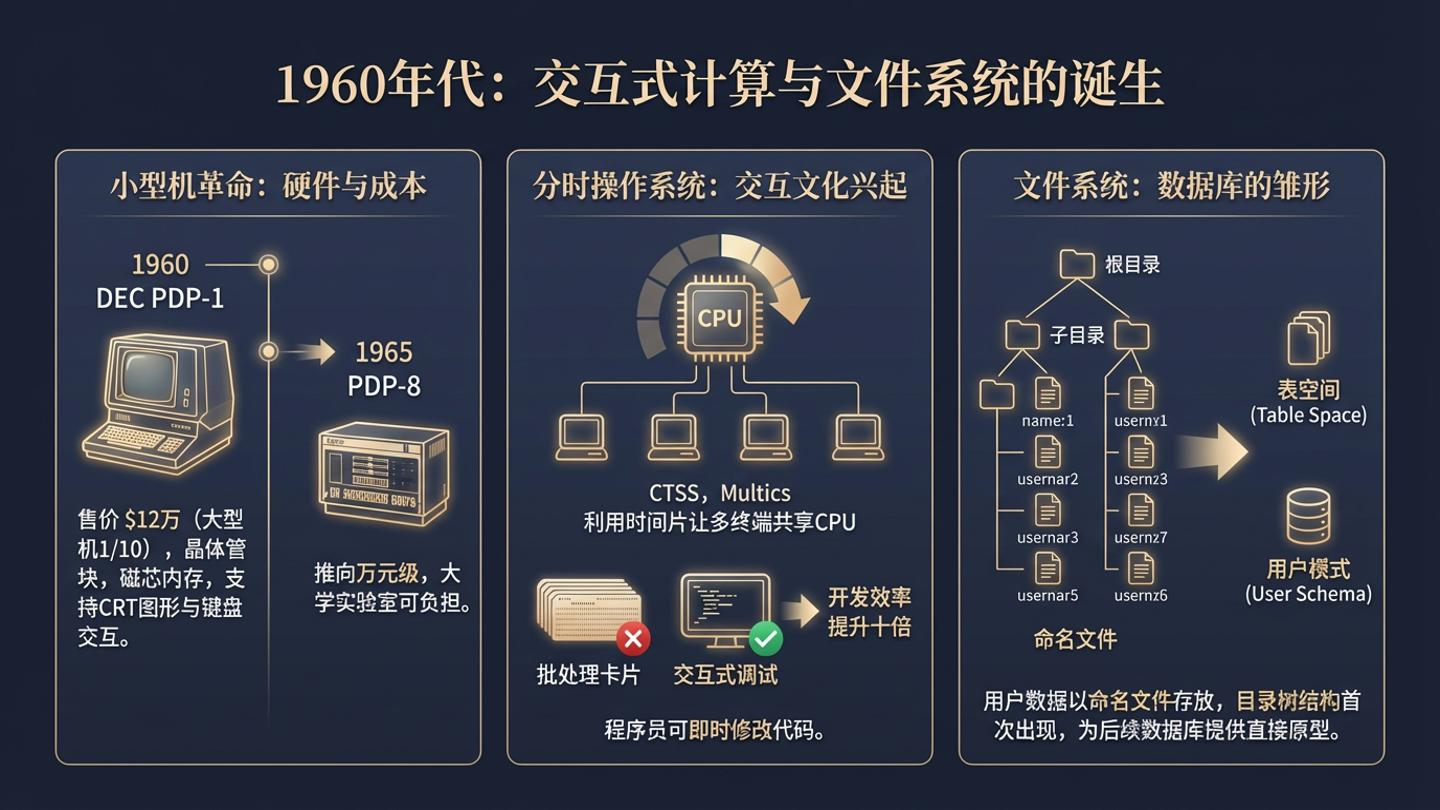 1960年代：交互式计算与文件系统的诞生
小型机革命：硬件与成本
1960
DEC PDP-1
1965
PDP-8
售价 $12万（大型
机1/10），晶体管
块，磁芯内存，支
持CRT图形与键盘
交互。
推向万元级，大
学实验室可负担。
分时操作系统：交互文化兴起
CPU
CTSS，Multics
利用时间片让多终端共享CPU
批处理卡片
交互式调试
开发效率
提升十倍
程序员可即时修改代码。
文件系统：数据库的雏形
根目录
子目录
name:1
usernv1
usernar2
usernz3
usernar3
usernz7
usernar5
usernz6
命名文件
表空间
(Table Space)
用户模式
(User Schema)
用户数据以命名文件存放，目录树结构首
次出现，为后续数据库提供直接原型。